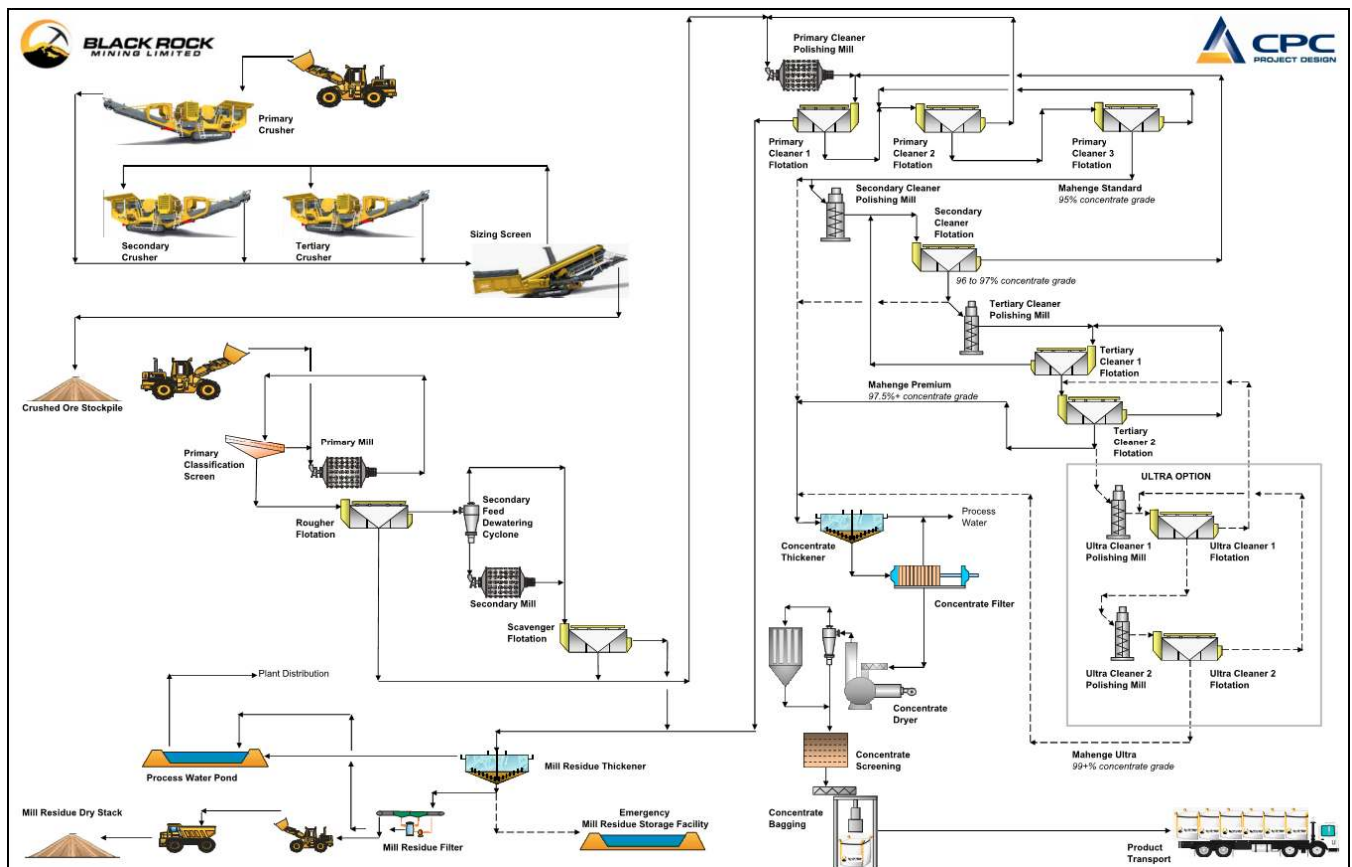 BLACK ROCK
MINING LIMITED
CPC
PROJECT DESIGN
Primary
Crusher
Secondary
Crusher
Tertiary
Crusher
Sizing Screen
Crushed Ore Stockpile
Primary
Classification
Screen
Primary Mill
Rougher
Flotation
Secondary
Feed
Dewatering
Cyclone
Secondary Mill
Scavenger
Flotation
Plant Distribution
Process Water Pond
Mill Residue Thickener
Mill Residue Dry Stack
Mill Residue Filter
Emergency
Mill Residue Storage Facility
Primary Cleaner
Polishing Mill
Primary
Cleaner 1
Flotation
Primary
Cleaner 2
Flotation
Primary
Cleaner 3
Flotation
Mahenge Standard
95% concentrate grade
Secondary Cleaner
Polishing Mill
Secondary
Cleaner
Flotation
96 to 97% concentrate grade
Tertiary Cleaner
Polishing Mill
Tertiary
Cleaner 1
Flotation
Mahenge Premium
97.5%+ concentrate grade
Tertiary
Cleaner 2
Flotation
ULTRA OPTION
Ultra Cleaner 1
Polishing Mill
Ultra Cleaner 1
Flotation
Ultra Cleaner 2
Polishing Mill
Ultra Cleaner 2
Flotation
Mahenge Ultra
99+% concentrate grade
Process
Water
Concentrate
Thickener
Concentrate Filter
Concentrate
Dryer
Concentrate
Screening
Concentrate
Bagging
Product
Transport